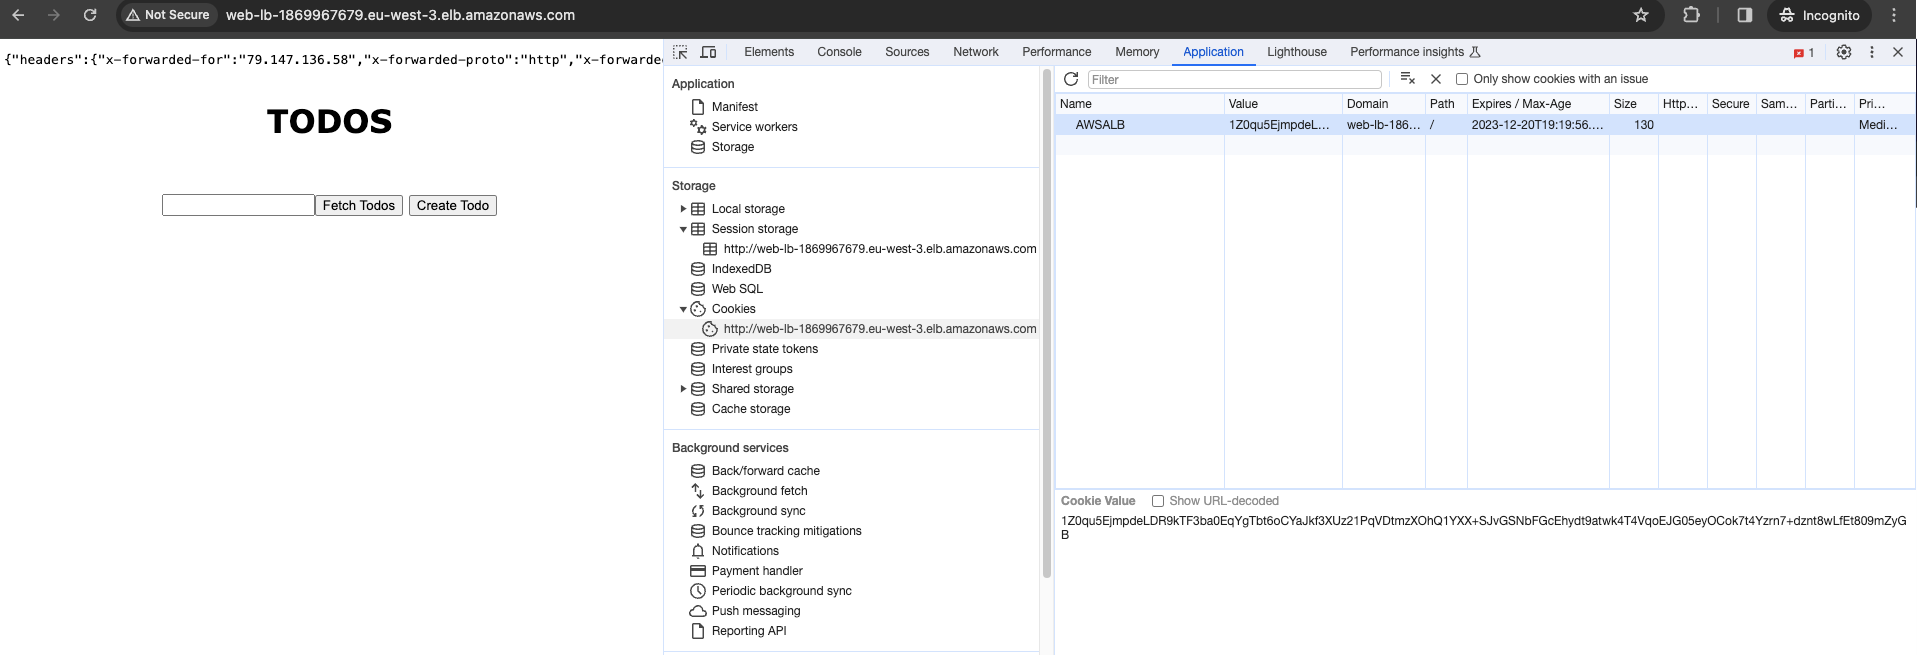 Not Secure
web-lb-1869967679.eu-west-3.elb.amazonaws.com
Incognito
{"headers":{"x-forwarded-for":"79.147.136.58","x-forwarded-proto":"http","x-forwarded
TODOS
Fetch Todos
Create Todo
Elements Console Sources Network Performance Memory Application Lighthouse Performance insights 1
Application
Manifest
Service workers
Storage
Storage
Local storage
Session storage
http://web-lb-1869967679.eu-west-3.elb.amazonaws.com
IndexedDB
Web SQL
Cookies
http://web-lb-1869967679.eu-west-3.elb.amazonaws.com
Private state tokens
Interest groups
Shared storage
Cache storage
Background services
Back/forward cache
Background fetch
Background sync
Bounce tracking mitigations
Notifications
Payment handler
Periodic background sync
Push messaging
Reporting API
Filter
Only show cookies with an issue
Name Value Domain Path Expires / Max-Age Size Http... Secure Sam... Parti... Pri...
AWSALB 1Z0qu5EjmpdeL... web-lb-186... / 2023-12-20T19:19:56.... 130 Medi...
Cookie Value Show URL-decoded
1Z0qu5EjmpdeLDR9kTF3ba0EqYgTbt6oCYaJkf3XUz21PqVDtmzXOhQ1YXX+SJvGSNbFGcEhydt9atwk4T4VqoEJG05eyOCok7t4Yzrn7+dznt8wLfEt809mZyG
B